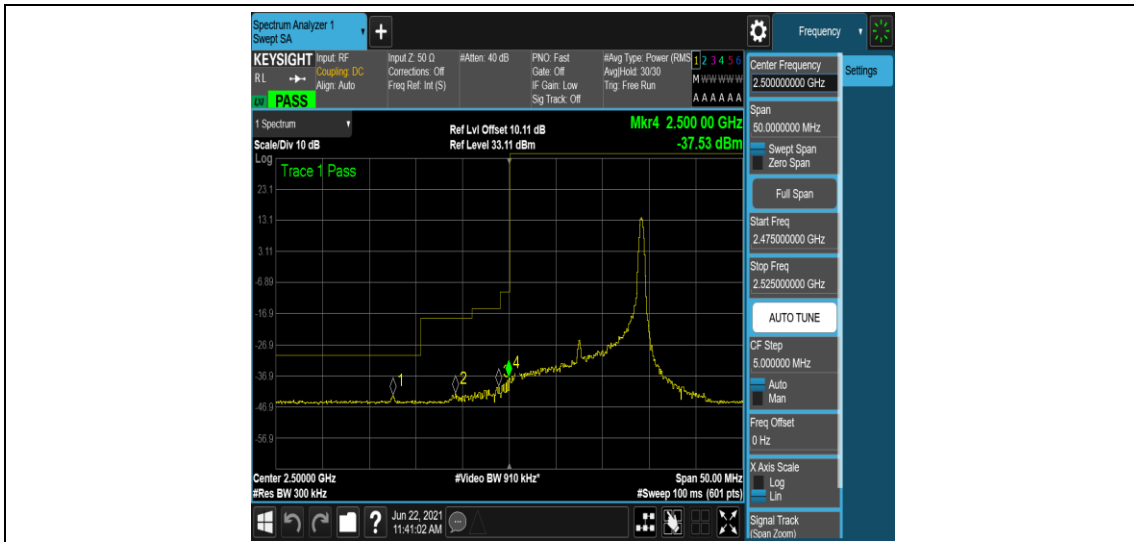 Spectrum Analyzer 1
Swept SA
+
Frequency
KEYSIGHT
RL
LXI
PASS
Input: RF
Coupling: DC
Align: Auto
Input Z: 50 Ω
Corrections: Off
Freq Ref: Int (S)
#Atten: 40 dB
PNO: Fast
Gate: Off
IF Gain: Low
Sig Track: Off
#Avg Type: Power (RMS
Avg|Hold: 30/30
Trig: Free Run
1 2 3 4 5 6
M W W W W W
A A A A A A
1 Spectrum
Scale/Div 10 dB
Ref Lvl Offset 10.11 dB
Ref Level 33.11 dBm
Mkr4 2.500 00 GHz
-37.53 dBm
Log
Trace 1 Pass
23.1
13.1
3.11
-6.89
-16.9
-26.9
-36.9
-46.9
-56.9
1
2
3
4
Center 2.50000 GHz
#Res BW 300 kHz
#Video BW 910 kHz*
Span 50.00 MHz
#Sweep 100 ms (601 pts)
?
Jun 22, 2021
11:41:02 AM
Center Frequency
2.500000000 GHz
Settings
Span
50.0000000 MHz
Swept Span
Zero Span
Full Span
Start Freq
2.475000000 GHz
Stop Freq
2.525000000 GHz
AUTO TUNE
CF Step
5.000000 MHz
Auto
Man
Freq Offset
0 Hz
X Axis Scale
Log
Lin
Signal Track
(Span Zoom)